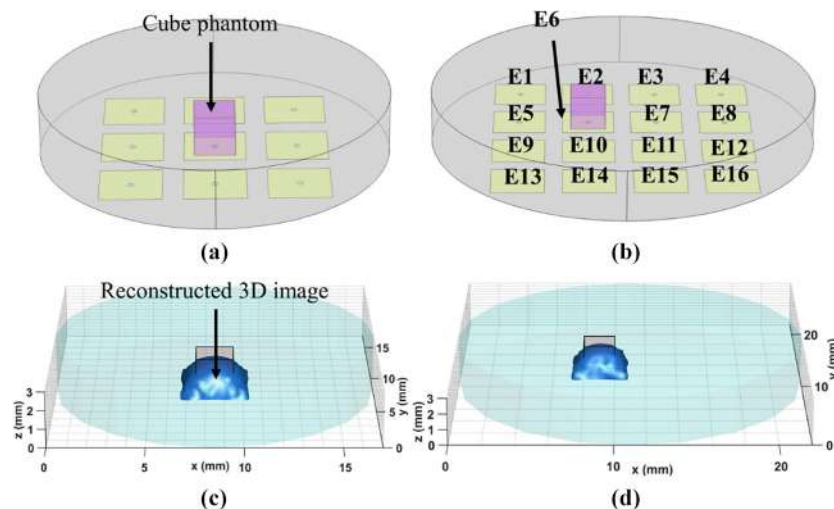 Cube phantom
E6
E1 E2 E3 E4
E5 E7 E8
E9 E10 E11 E12
E13 E14 E15 E16
(a) (b)
Reconstructed 3D image
3
2
1
0
z (mm)
0 5 10 15
x (mm)
15
10
5
0
y (mm)
3
2
1
0
z (mm)
0 10 20
x (mm)
20
10
0
y (mm)
(c) (d)